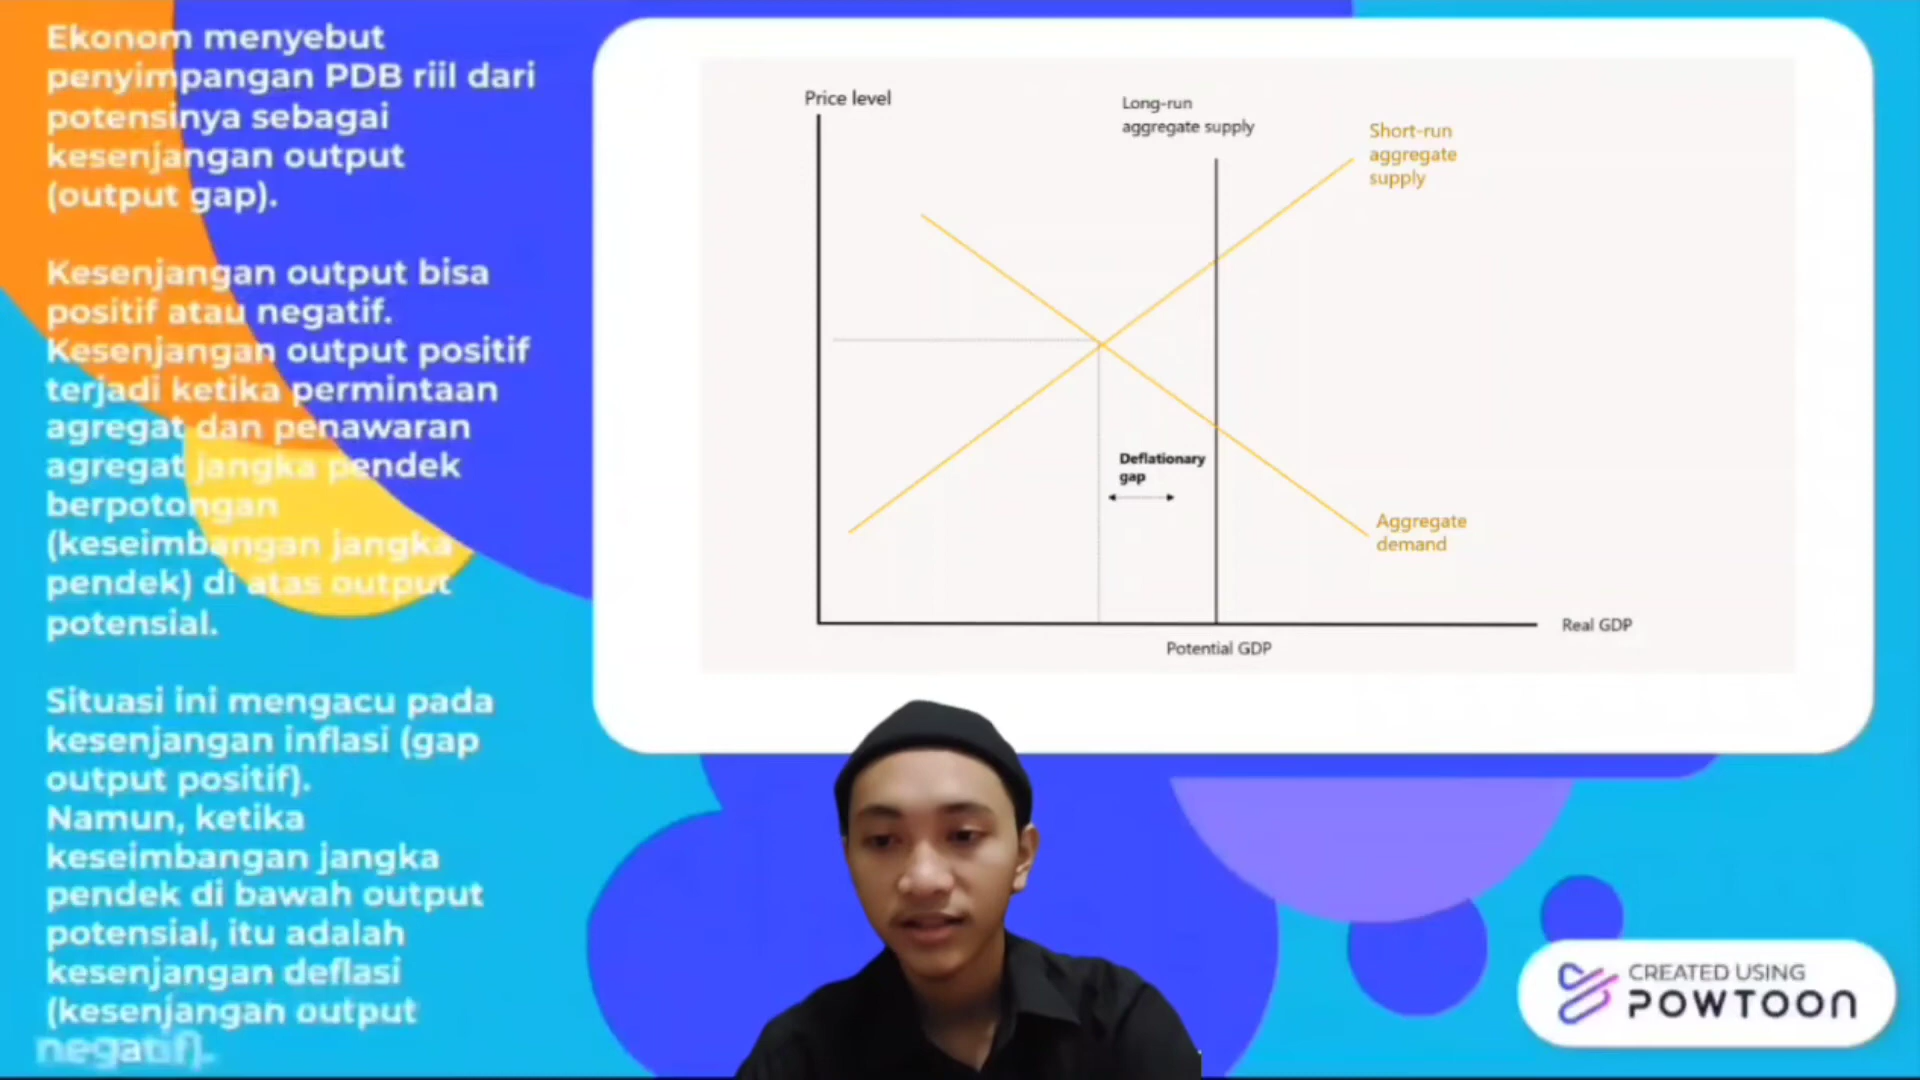 Ekonom menyebut
penyimpangan PDB riil dari
potensinya sebagai
kesenjangan output
(output gap).
Kesenjangan output bisa
positif atau negatif.
Kesenjangan output positif
terjadi ketika permintaan
agregat dan penawaran
agregat jangka pendek
berpotongan
(keseimbangan jangka
pendek) di atas output
potensial.
Situasi ini mengacu pada
kesenjangan inflasi (gap
output positif).
Namun, ketika
keseimbangan jangka
pendek di bawah output
potensial, itu adalah
kesenjangan deflasi
(kesenjangan output
negatif).
Price level
Long-run
aggregate supply
Short-run
aggregate
supply
Deflationary
gap
Aggregate
demand
Real GDP
Potential GDP
CREATED USING
POWTOON